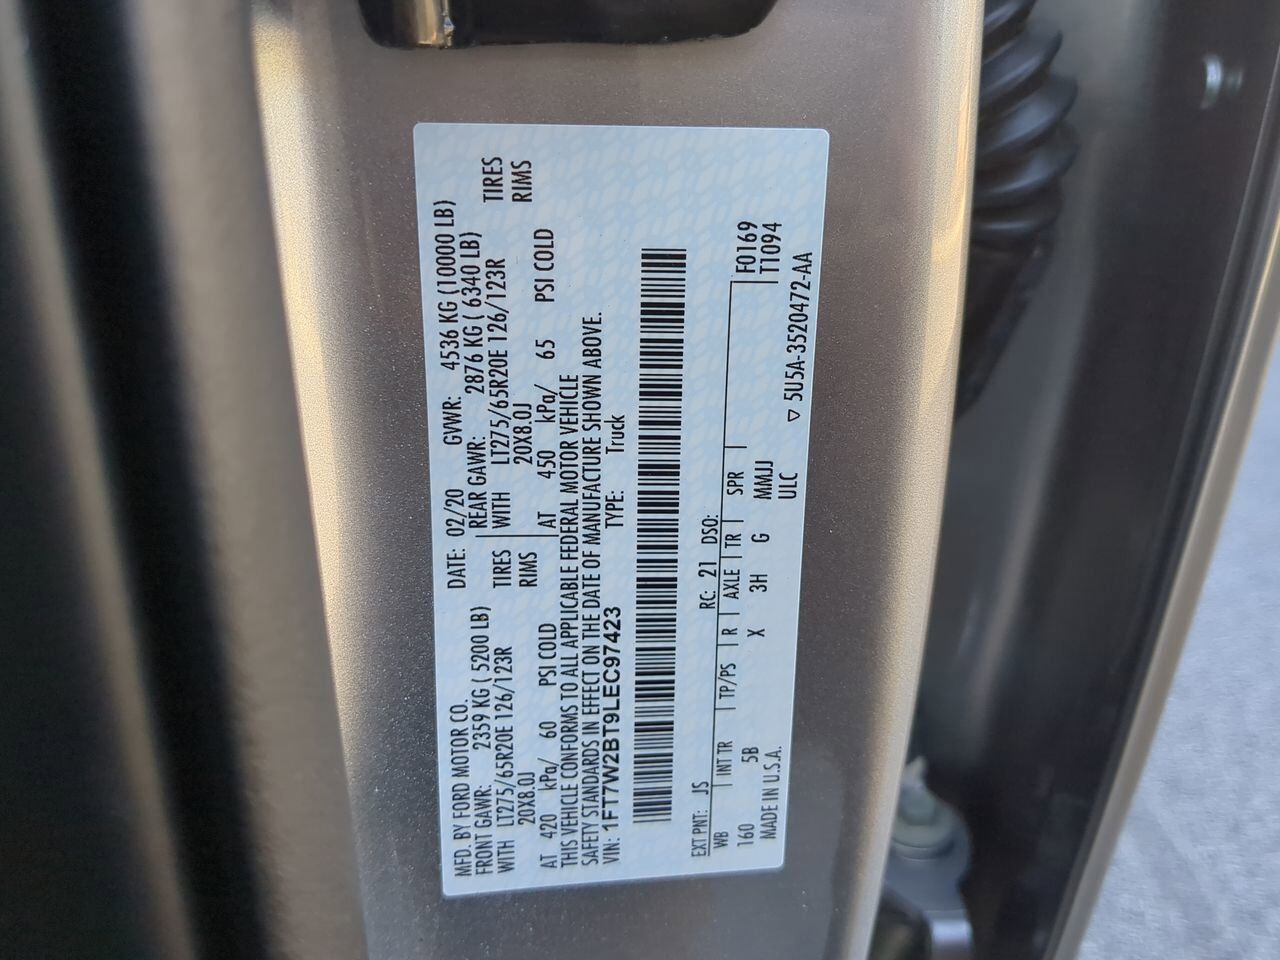 MFD. BY FORD MOTOR CO. DATE: 02/20 GVWR: 4536 KG (10000 LB)
FRONT GAWR: 2359 KG ( 5200 LB) REAR GAWR: 2876 KG ( 6340 LB)
WITH LT275/65R20E 126/123R TIRES WITH LT275/65R20E 126/123R TIRES
20X8.0J RIMS 20X8.0J RIMS
AT 420 kPa/ 60 PSI COLD AT 450 kPa/ 65 PSI COLD
THIS VEHICLE CONFORMS TO ALL APPLICABLE FEDERAL MOTOR VEHICLE
SAFETY STANDARDS IN EFFECT ON THE DATE OF MANUFACTURE SHOWN ABOVE.
VIN: 1FT7W2BT9LEC97423 TYPE: Truck
EXT PNT: JS RC: 21 DSO:
WB INT TR TP/PS R AXLE TR SPR F0169
160 5B X 3H G MMJJ T1094
MADE IN U.S.A. ULC ▽ 5U5A-3520472-AA